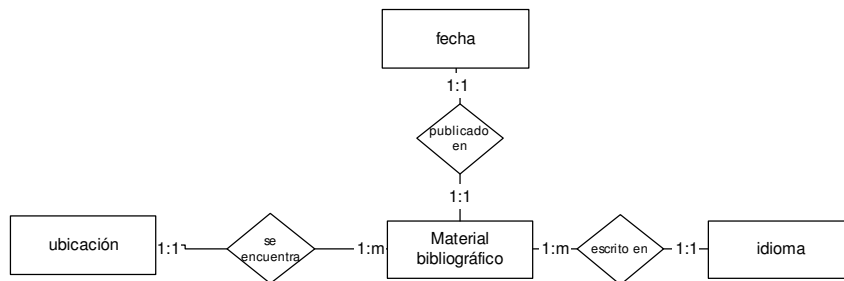 fecha
1:1
publicado
en
1:1
ubicación
1:1
se
encuentra
1:m
Material
bibliográfico
1:m
escrito en
1:1
idioma